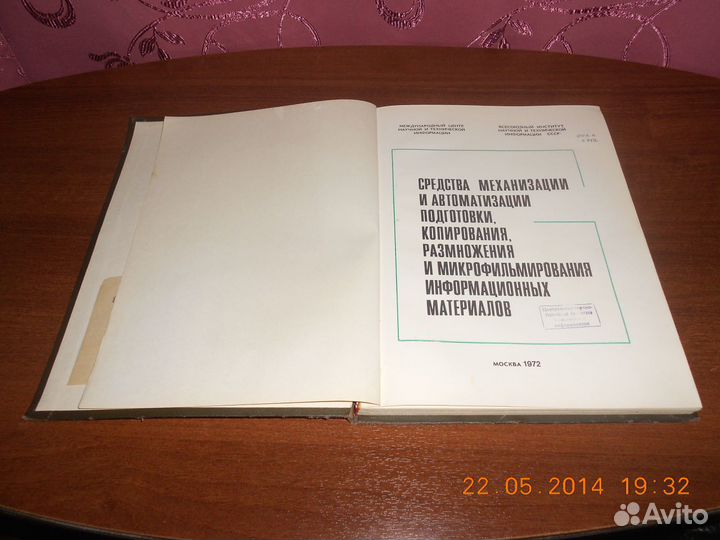 МЕЖДУНАРОДНЫЙ ЦЕНТР
НАУЧНОЙ И ТЕХНИЧЕСКОЙ
ИНФОРМАЦИИ
ВСЕСОЮЗНЫЙ ИНСТИТУТ
НАУЧНОЙ И ТЕХНИЧЕСКОЙ
ИНФОРМАЦИИ СССР
СРЕДСТВА МЕХАНИЗАЦИИ
И АВТОМАТИЗАЦИИ
ПОДГОТОВКИ,
КОПИРОВАНИЯ,
РАЗМНОЖЕНИЯ
И МИКРОФИЛЬМИРОВАНИЯ
ИНФОРМАЦИОННЫХ
МАТЕРИАЛОВ
МОСКВА 1972
22.05.2014 19:32
Avito